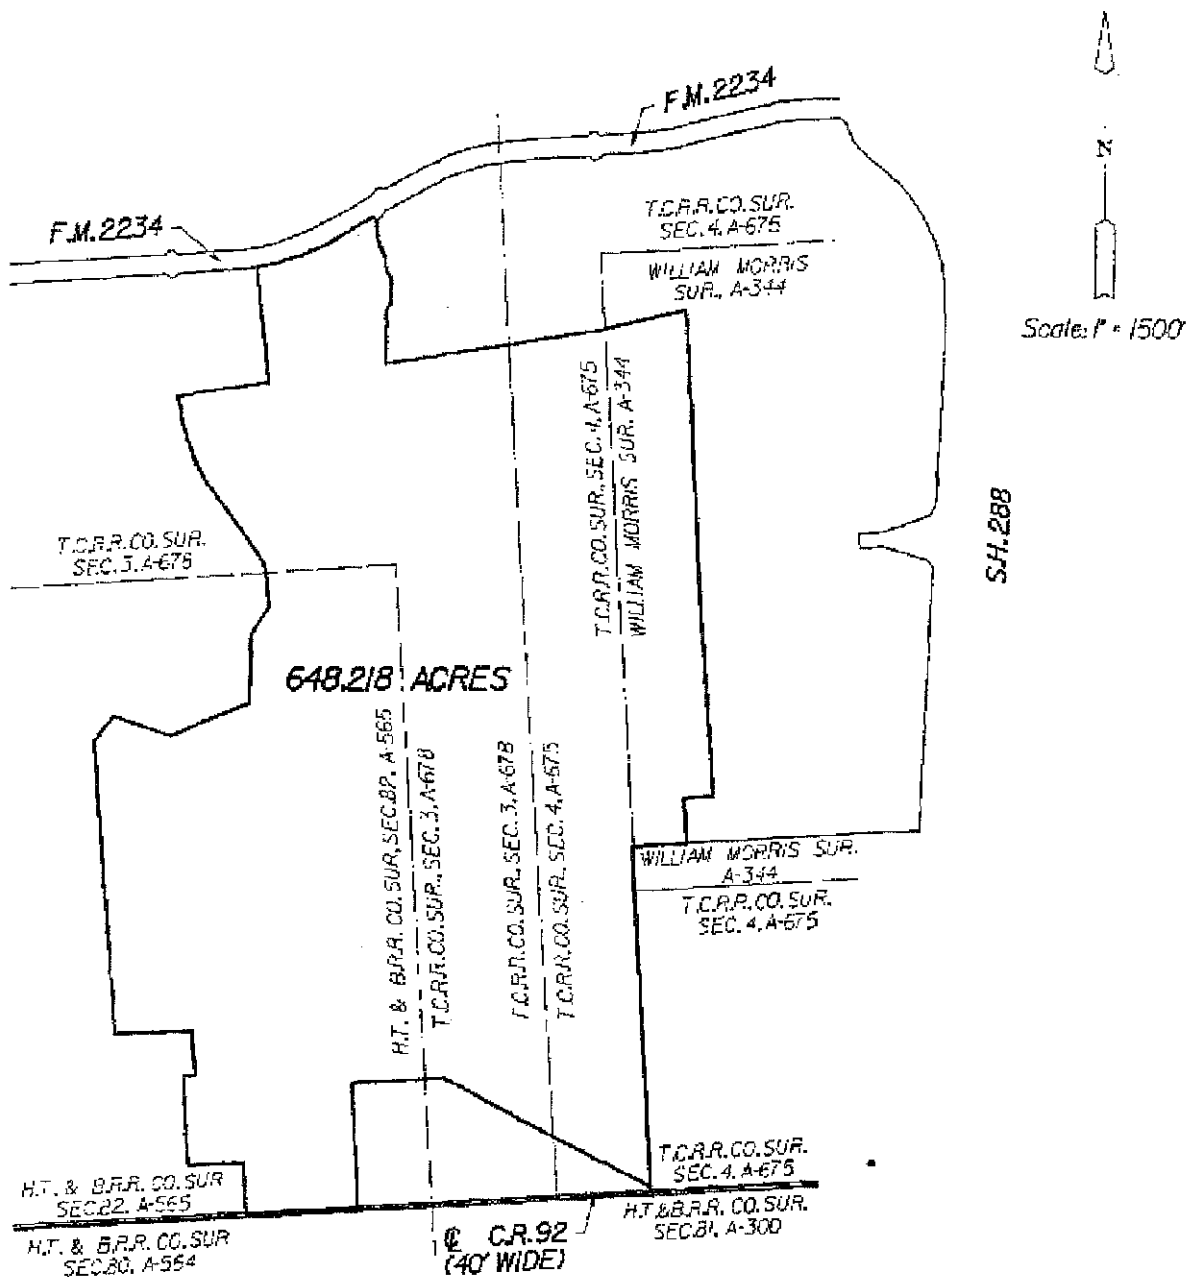 F.M.2234
F.M.2234
N
Scale: 1" = 1500'
T.C.R.R.CO. SUR.
SEC. 4, A-675
WILLIAM MORRIS
SUR., A-344
T.C.R.R.CO. SUR., SEC. 4, A-675
WILLIAM MORRIS SUR. A-344
S.H. 288
T.C.R.R.CO. SUR.
SEC. 3, A-678
648.218 ACRES
H.T. & B.R.R. CO. SUR, SEC. A-565
T.C.R.R.CO. SUR., SEC. 3, A-678
T.C.R.R.CO. SUR., SEC. 3, A-678
T.C.R.R.CO. SUR., SEC. 4, A-675
WILLIAM MORRIS SUR.
A-344
T.C.R.R.CO. SUR.
SEC. 4, A-675
T.C.R.R.CO. SUR.
SEC. 4, A-675
H.T. & B.R.R. CO. SUR
SEC.82, A-565
H.T.&B.R.R. CO. SUR.
SEC.81, A-300
H.T. & B.R.R. CO. SUR
SEC.80, A-564
℄ C.R.92
(40' WIDE)